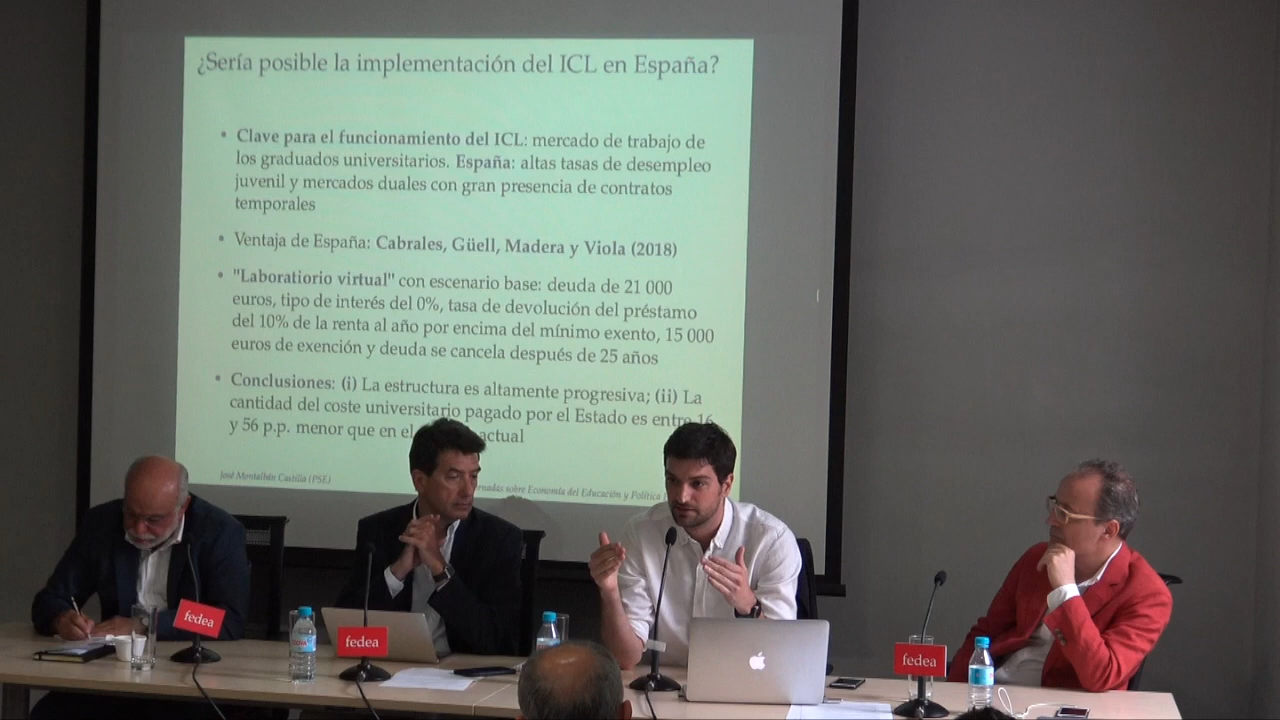 ¿Sería posible la implementación del ICL en España?
• Clave para el funcionamiento del ICL: mercado de trabajo de
los graduados universitarios. España: altas tasas de desempleo
juvenil y mercados duales con gran presencia de contratos
temporales
• Ventaja de España: Cabrales, Güell, Madera y Viola (2018)
• "Laboratiorio virtual" con escenario base: deuda de 21 000
euros, tipo de interés del 0%, tasa de devolución del préstamo
del 10% de la renta al año por encima del mínimo exento, 15 000
euros de exención y deuda se cancela después de 25 años
• Conclusiones: (i) La estructura es altamente progresiva; (ii) La
cantidad del coste universitario pagado por el Estado es entre 16
y 56 p.p. menor que en el actual
José Montalbán Castilla (PSE)
sobre Economía del Educación y Política
fedea
fedea
fedea